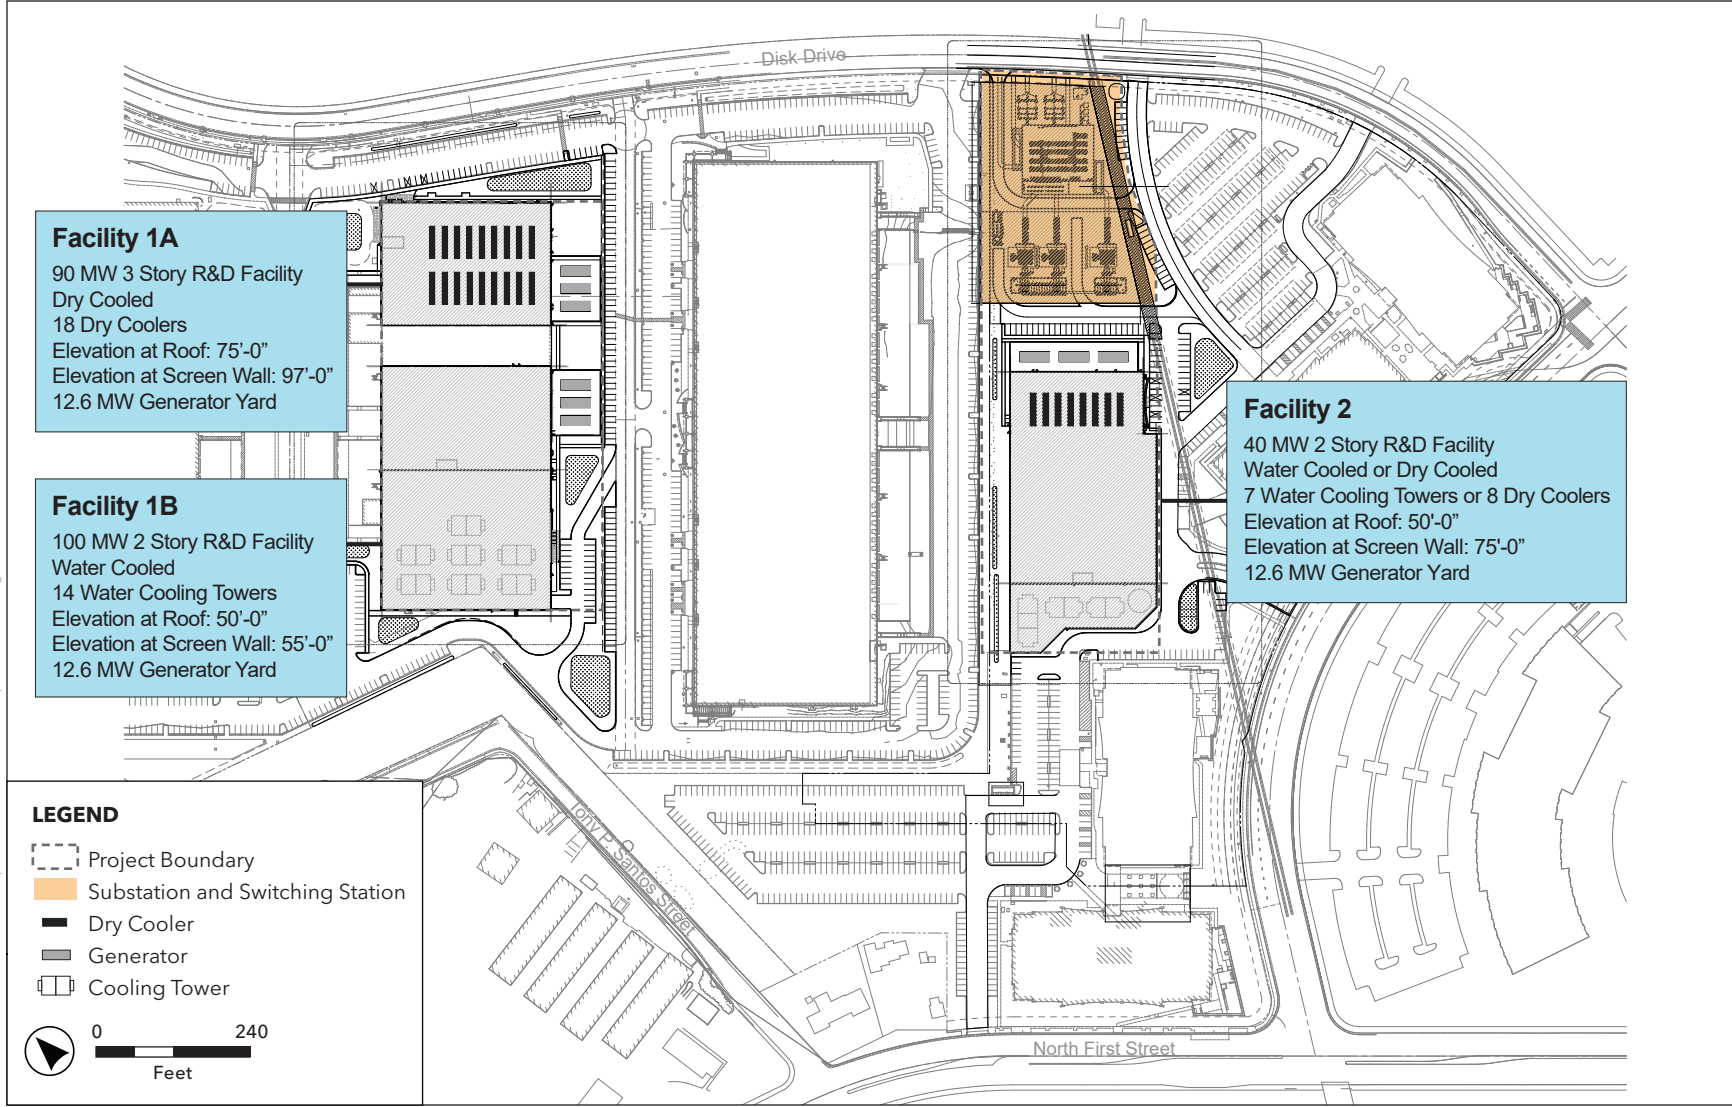 Disk Drive
Facility 1A
90 MW 3 Story R&D Facility
Dry Cooled
18 Dry Coolers
Elevation at Roof: 75’-0”
Elevation at Screen Wall: 97’-0”
12.6 MW Generator Yard
Facility 1B
100 MW 2 Story R&D Facility
Water Cooled
14 Water Cooling Towers
Elevation at Roof: 50’-0”
Elevation at Screen Wall: 55’-0”
12.6 MW Generator Yard
Facility 2
40 MW 2 Story R&D Facility
Water Cooled or Dry Cooled
7 Water Cooling Towers or 8 Dry Coolers
Elevation at Roof: 50'-0”
Elevation at Screen Wall: 75'-0”
12.6 MW Generator Yard
Tony P. Santos Street
North First Street
LEGEND
Project Boundary
Substation and Switching Station
Dry Cooler
Generator
Cooling Tower
0 240
Feet